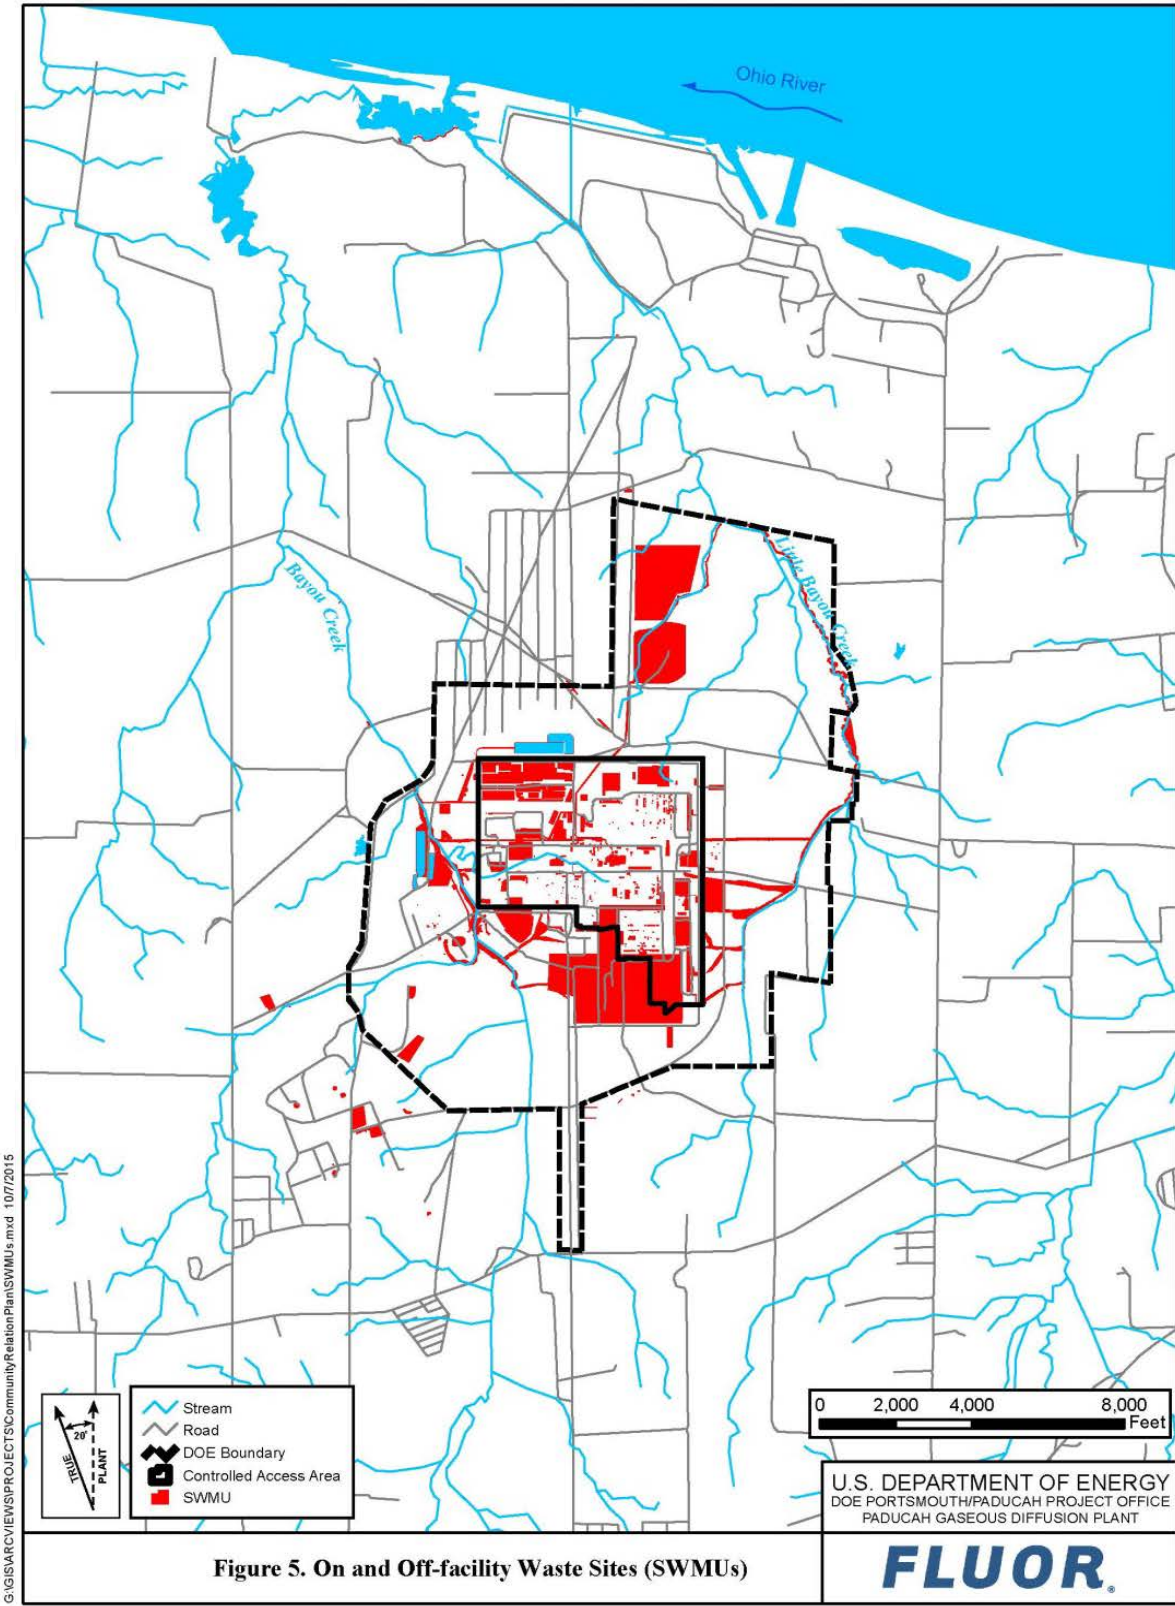 Ohio River
Bayou Creek
Little Bayou Creek
G:\GIS\ARCVIEWS\PROJECTS\CommunityRelationPlan\SWMUs.mxd 10/7/2015
TRUE
20°
PLANT
Stream
Road
DOE Boundary
Controlled Access Area
SWMU
0 2,000 4,000 8,000
Feet
U.S. DEPARTMENT OF ENERGY
DOE PORTSMOUTH/PADUCAH PROJECT OFFICE
PADUCAH GASEOUS DIFFUSION PLANT
Figure 5. On and Off-facility Waste Sites (SWMUs)
FLUOR®